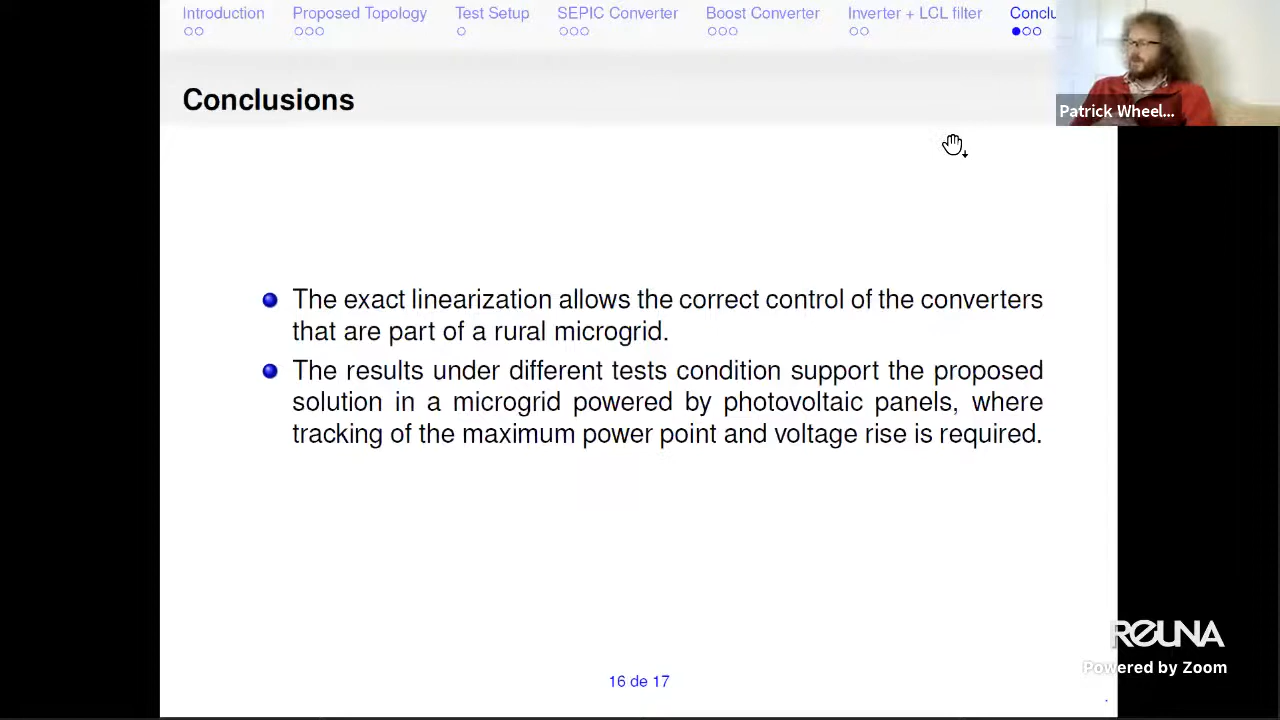 Introduction
Proposed Topology
Test Setup
SEPIC Converter
Boost Converter
Inverter + LCL filter
Conclu
Patrick Wheel...
Conclusions
The exact linearization allows the correct control of the converters
that are part of a rural microgrid.
The results under different tests condition support the proposed
solution in a microgrid powered by photovoltaic panels, where
tracking of the maximum power point and voltage rise is required.
REUNA
Powered by Zoom
16 de 17